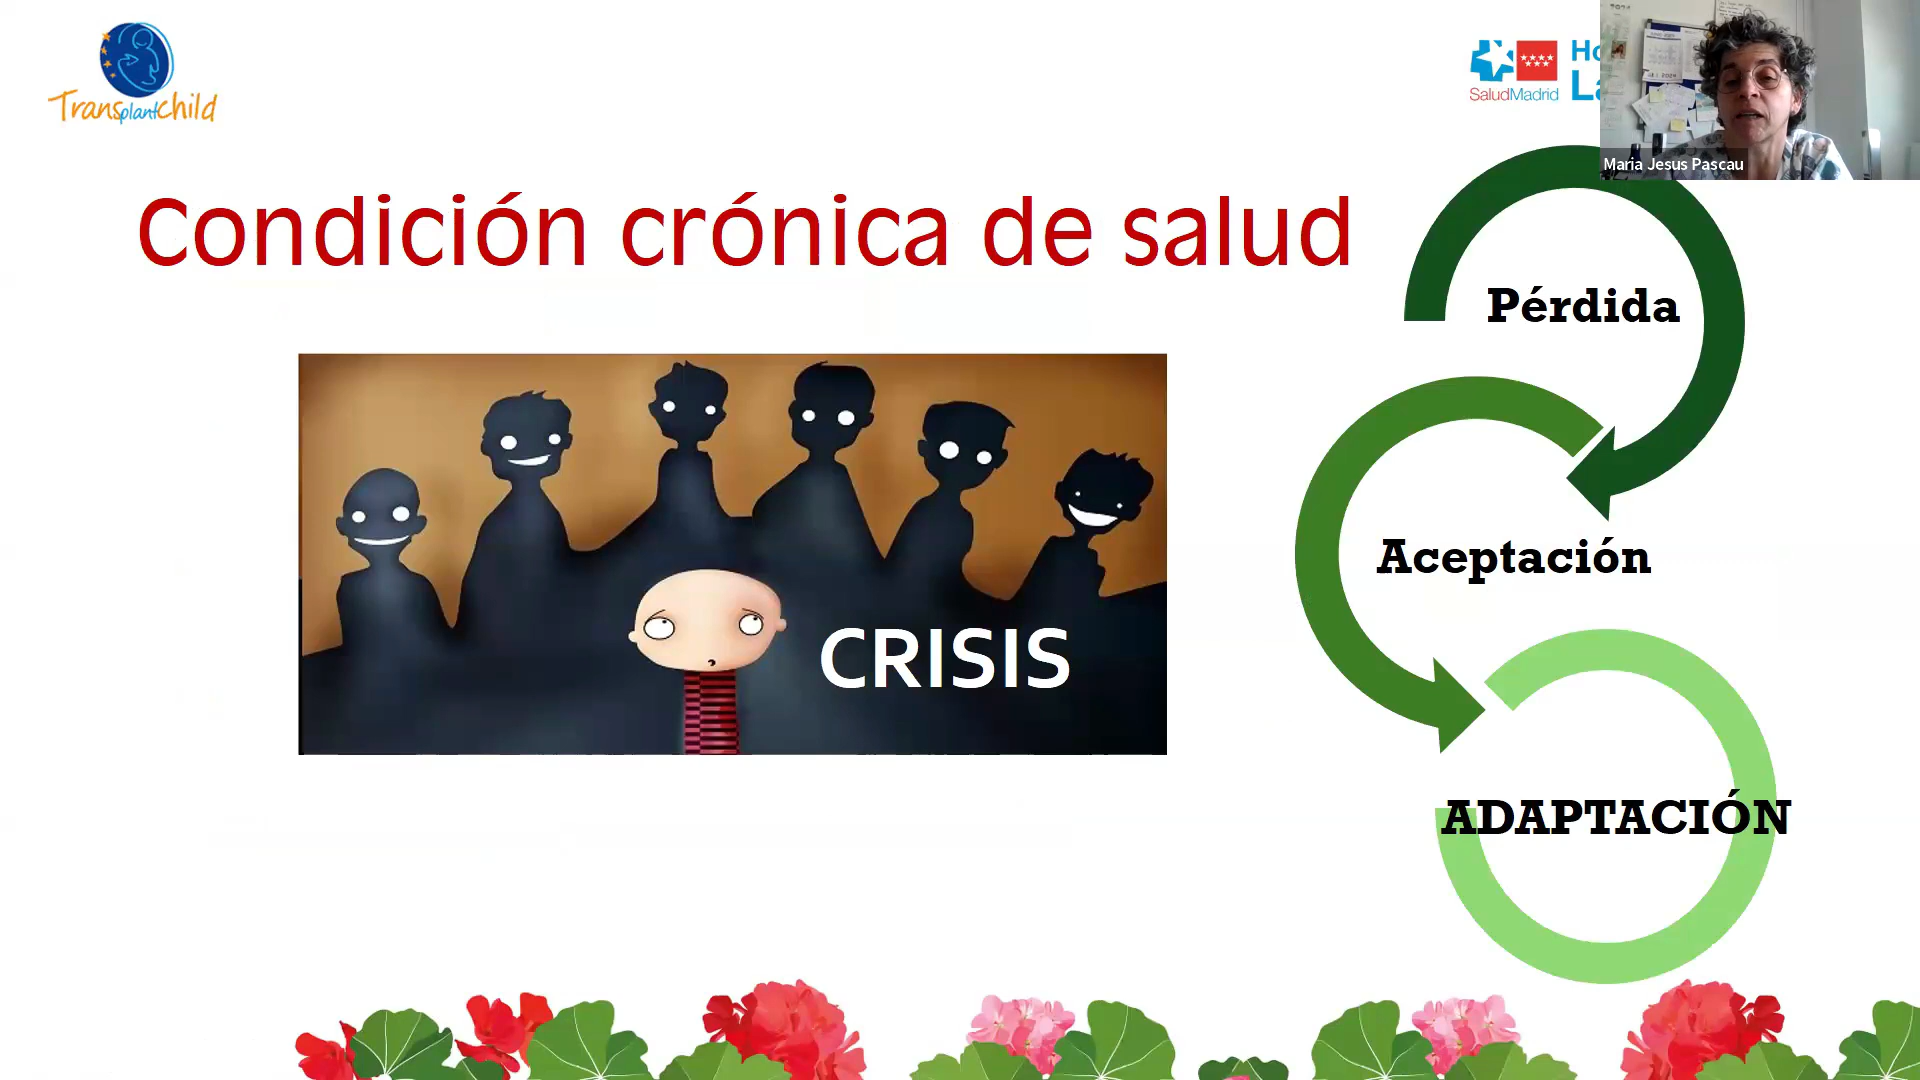 TransplantChild
SaludMadrid
Maria Jesus Pascau
Condición crónica de salud
Pérdida
Aceptación
CRISIS
ADAPTACIÓN